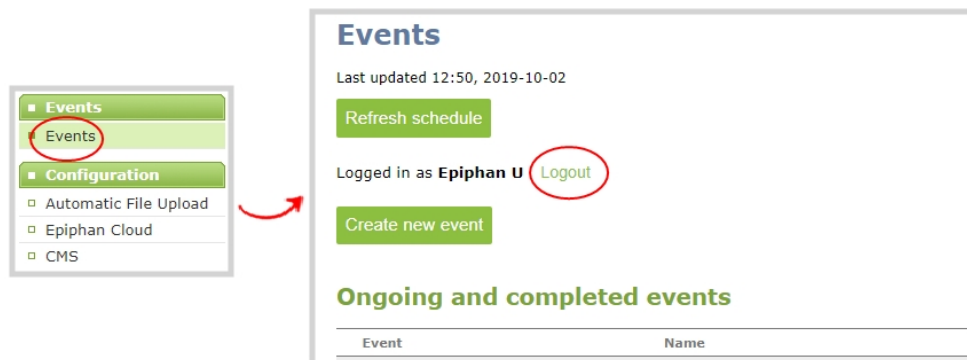 Events
Events
Configuration
Automatic File Upload
Epiphan Cloud
CMS
Events
Last updated 12:50, 2019-10-02
Refresh schedule
Logged in as Epiphan U Logout
Create new event
Ongoing and completed events
Event Name